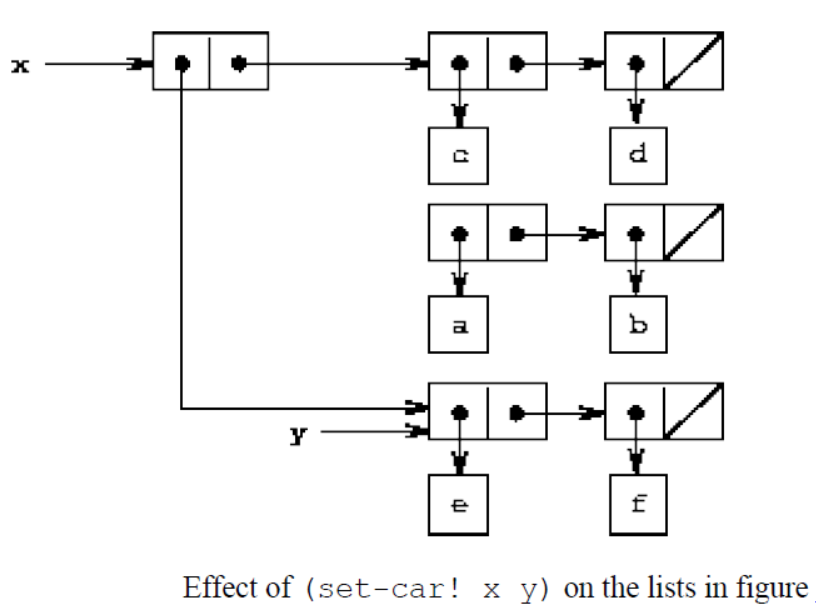 x
c d
a b
y
e f
Effect of (set-car! x y) on the lists in figure